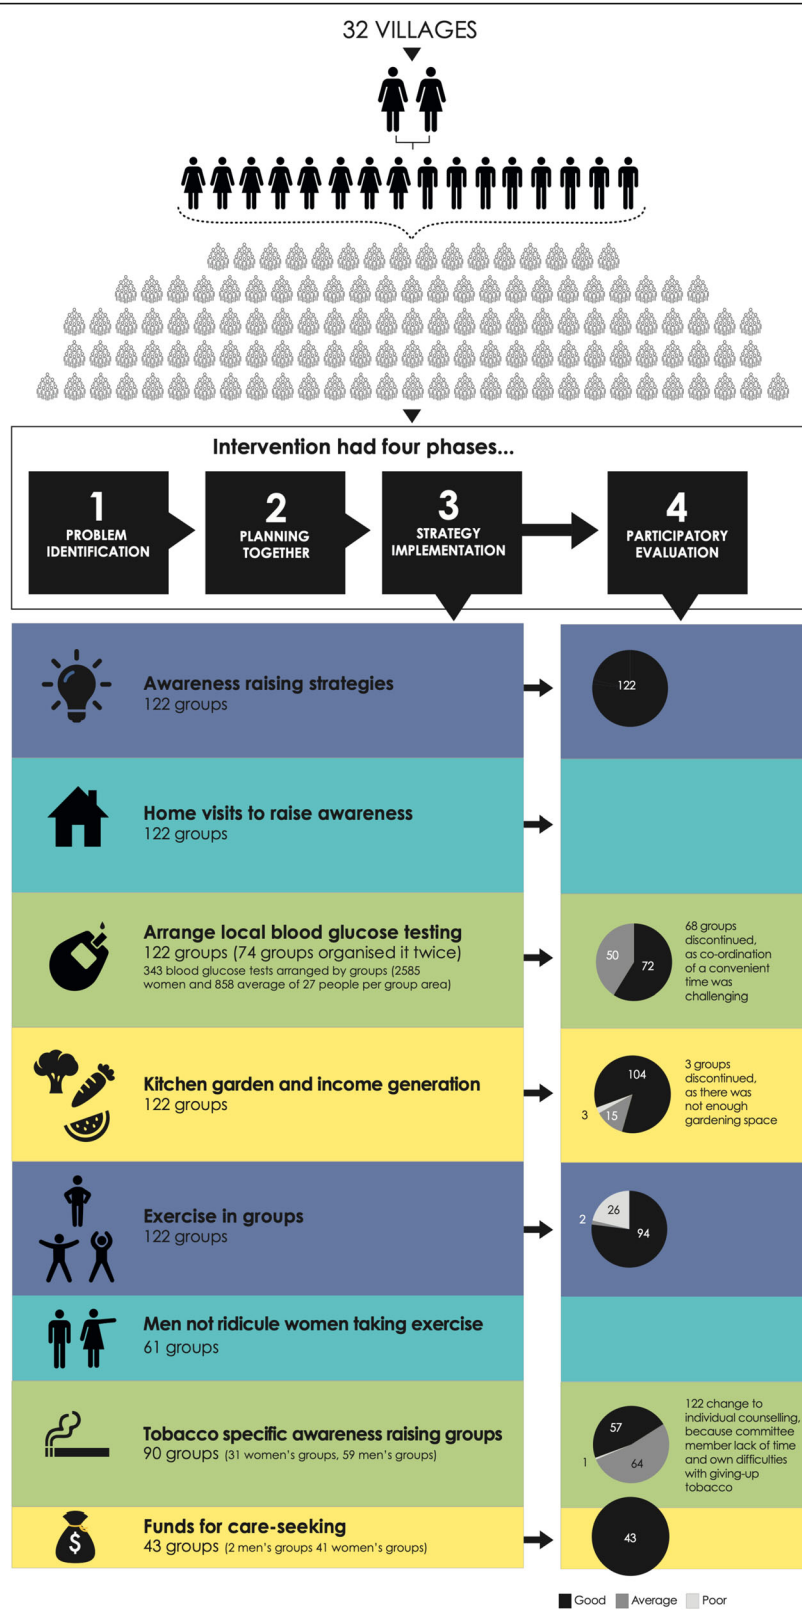 32 VILLAGES
Intervention had four phases...
1
PROBLEM
IDENTIFICATION
2
PLANNING
TOGETHER
3
STRATEGY
IMPLEMENTATION
4
PARTICIPATORY
EVALUATION
Awareness raising strategies
122 groups
122
Home visits to raise awareness
122 groups
Arrange local blood glucose testing
122 groups (74 groups organised it twice)
343 blood glucose tests arranged by groups (2585
women and 858 average of 27 people per group area)
50
72
68 groups
discontinued,
as co-ordination
of a convenient
time was
challenging
Kitchen garden and income generation
122 groups
104
3
15
3 groups
discontinued,
as there was
not enough
gardening space
Exercise in groups
122 groups
26
2
94
Men not ridicule women taking exercise
61 groups
Tobacco specific awareness raising groups
90 groups (31 women's groups, 59 men's groups)
57
1
64
122 change to
individual counselling,
because committee
member lack of time
and own difficulties
with giving-up
tobacco
$
Funds for care-seeking
43 groups (2 men's groups 41 women's groups)
43
Good Average Poor